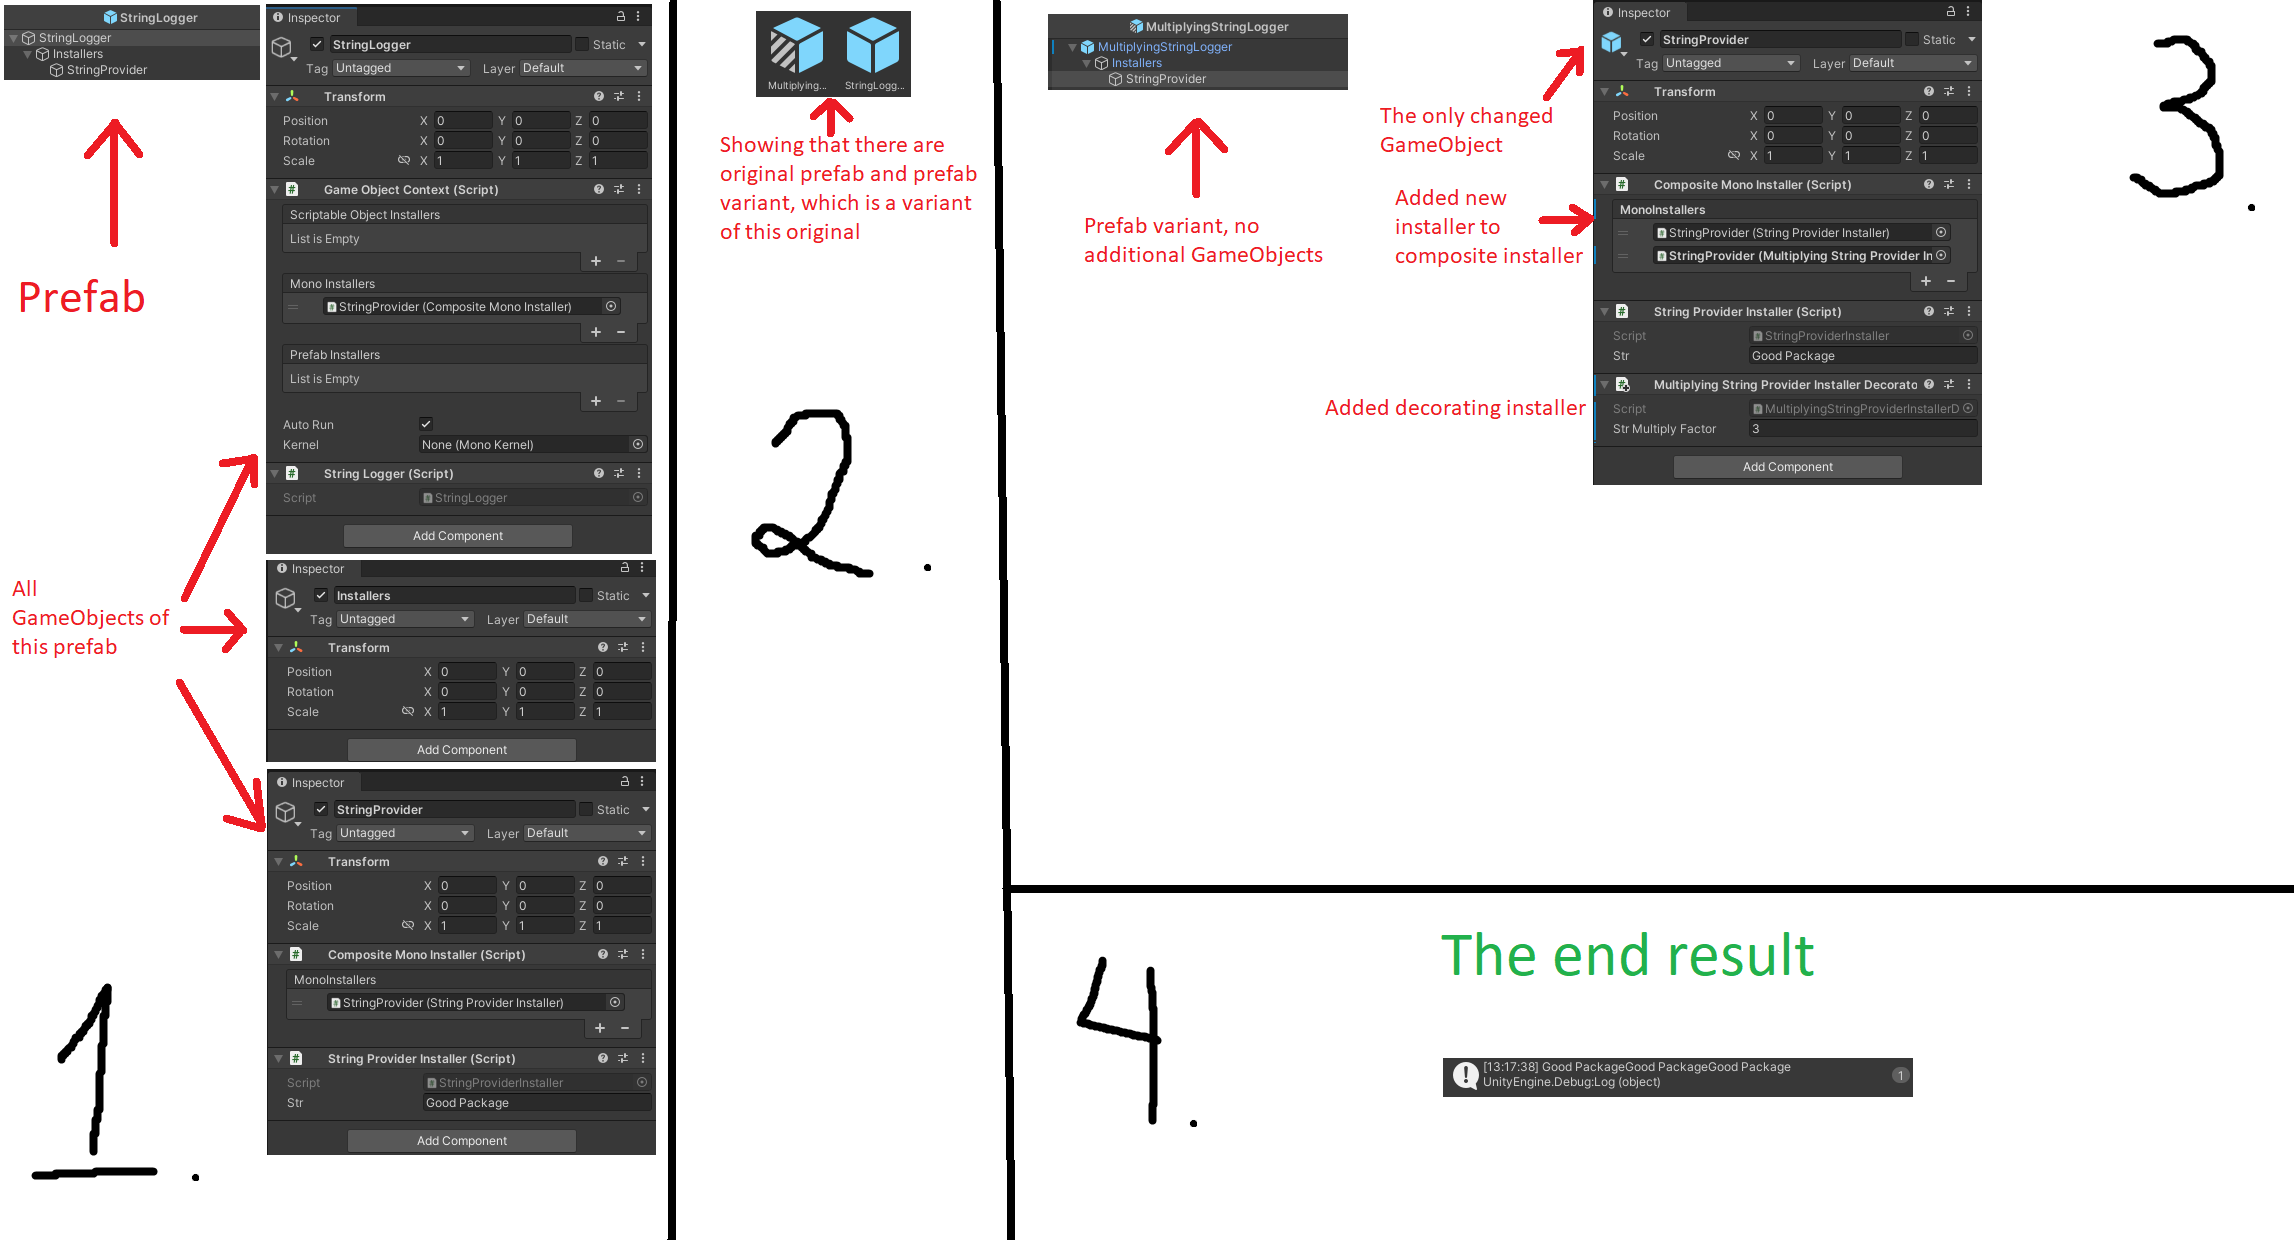 StringLogger
StringLogger
Installers
StringProvider
Prefab
All
GameObjects of
this prefab
1.
Inspector
StringLogger Static
Tag Untagged Layer Default
Transform
Position X 0 Y 0 Z 0
Rotation X 0 Y 0 Z 0
Scale X 1 Y 1 Z 1
Game Object Context (Script)
Scriptable Object Installers
List is Empty
+ −
Mono Installers
StringProvider (Composite Mono Installer)
+ −
Prefab Installers
List is Empty
+ −
Auto Run
Kernel None (Mono Kernel)
String Logger (Script)
Script StringLogger
Add Component
Inspector
Installers Static
Tag Untagged Layer Default
Transform
Position X 0 Y 0 Z 0
Rotation X 0 Y 0 Z 0
Scale X 1 Y 1 Z 1
Add Component
Inspector
StringProvider Static
Tag Untagged Layer Default
Transform
Position X 0 Y 0 Z 0
Rotation X 0 Y 0 Z 0
Scale X 1 Y 1 Z 1
Composite Mono Installer (Script)
MonoInstallers
StringProvider (String Provider Installer)
+ −
String Provider Installer (Script)
Script StringProviderInstaller
Str Good Package
Add Component
Multiplying... StringLogg...
Showing that there are
original prefab and prefab
variant, which is a variant
of this original
2.
MultiplyingStringLogger
MultiplyingStringLogger
Installers
StringProvider
Prefab variant, no
additional GameObjects
The only changed
GameObject
Added new
installer to
composite installer
Added decorating installer
Inspector
StringProvider Static
Tag Untagged Layer Default
Transform
Position X 0 Y 0 Z 0
Rotation X 0 Y 0 Z 0
Scale X 1 Y 1 Z 1
Composite Mono Installer (Script)
MonoInstallers
StringProvider (String Provider Installer)
StringProvider (Multiplying String Provider In
+ −
String Provider Installer (Script)
Script StringProviderInstaller
Str Good Package
Multiplying String Provider Installer Decorato
Script MultiplyingStringProviderInstallerD
Str Multiply Factor 3
Add Component
3.
4.
The end result
[13:17:38] Good PackageGood PackageGood Package
UnityEngine.Debug:Log (object)
1